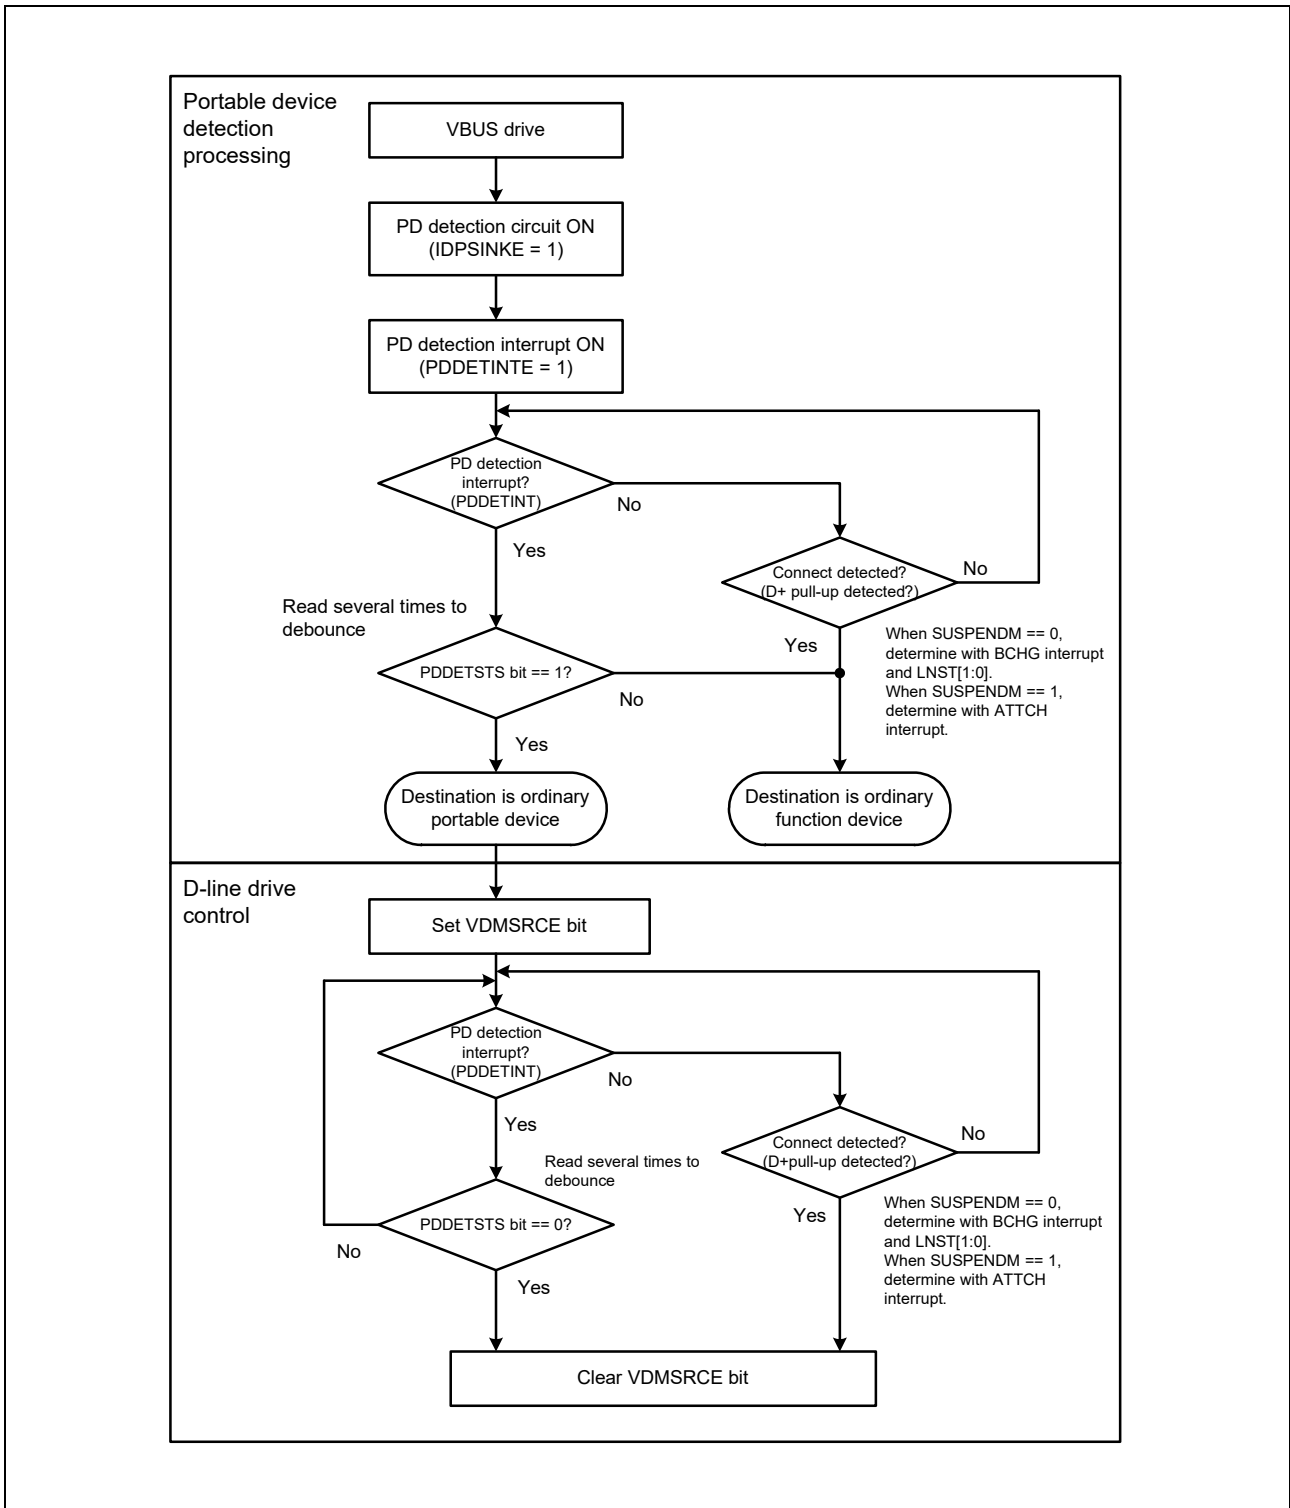 Portable device
detection
processing
VBUS drive
PD detection circuit ON
(IDPSINKE = 1)
PD detection interrupt ON
(PDDETINTE = 1)
PD detection
interrupt?
(PDDETINT)
No
Yes
Connect detected?
(D+ pull-up detected?)
No
Read several times to
debounce
Yes
When SUSPENDM == 0,
determine with BCHG interrupt
and LNST[1:0].
When SUSPENDM == 1,
determine with ATTCH
interrupt.
PDDETSTS bit == 1?
No
Yes
Destination is ordinary
portable device
Destination is ordinary
function device
D-line drive
control
Set VDMSRCE bit
PD detection
interrupt?
(PDDETINT)
No
Yes
Connect detected?
(D+pull-up detected?)
No
Read several times to
debounce
Yes
When SUSPENDM == 0,
determine with BCHG interrupt
and LNST[1:0].
When SUSPENDM == 1,
determine with ATTCH
interrupt.
PDDETSTS bit == 0?
No
Yes
Clear VDMSRCE bit